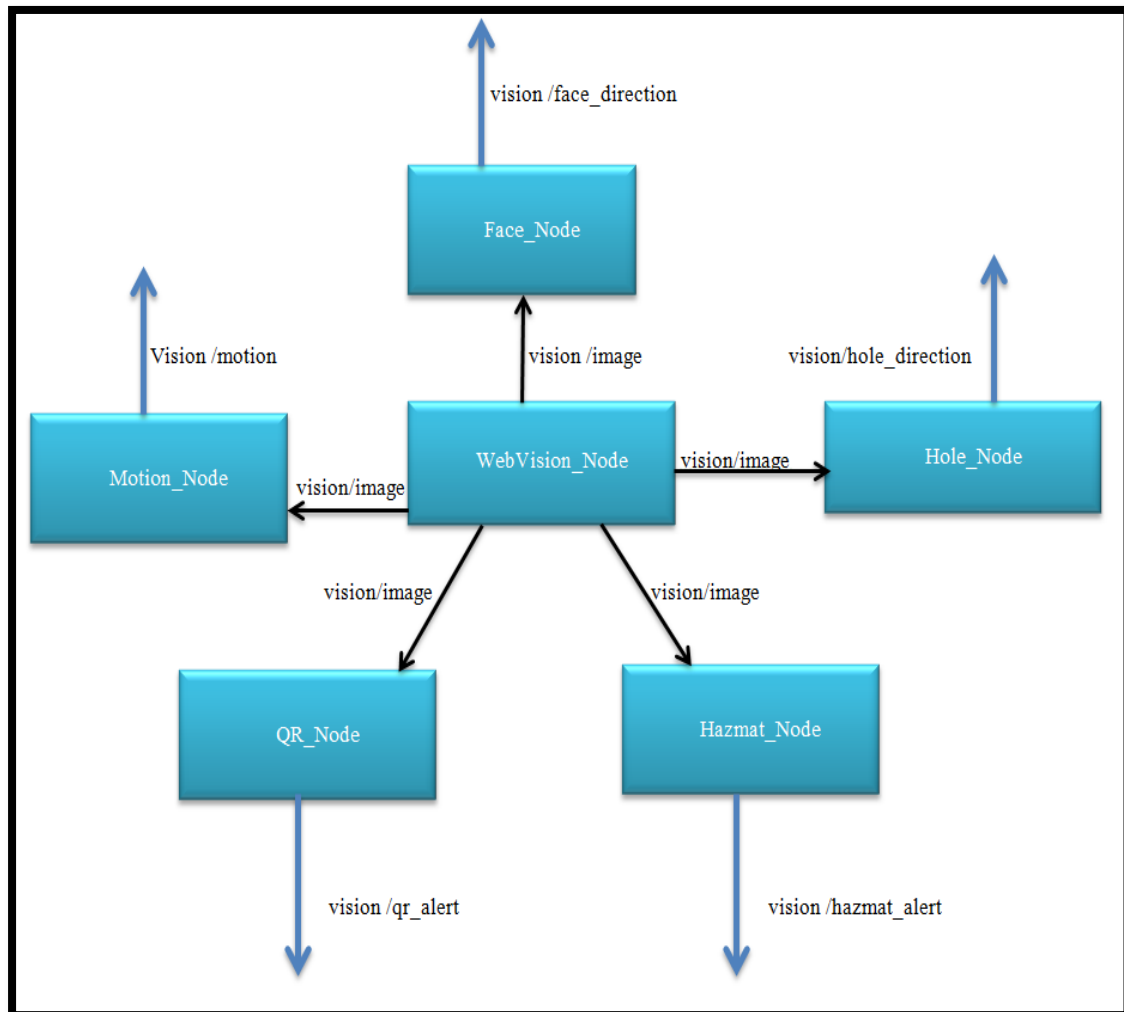 vision /face_direction
Face_Node
Vision /motion
vision /image
vision/hole_direction
Motion_Node
WebVision_Node
Hole_Node
vision/image
vision/image
vision/image
vision/image
QR_Node
Hazmat_Node
vision /qr_alert
vision /hazmat_alert